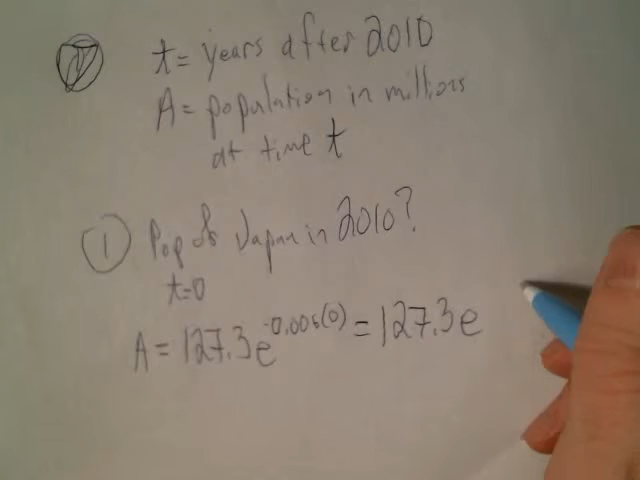 t = years after 2010
A = population in millions
at time t
① Pop of Japan in 2010?
t=0
A = 127.3e^-0.006(0) = 127.3e